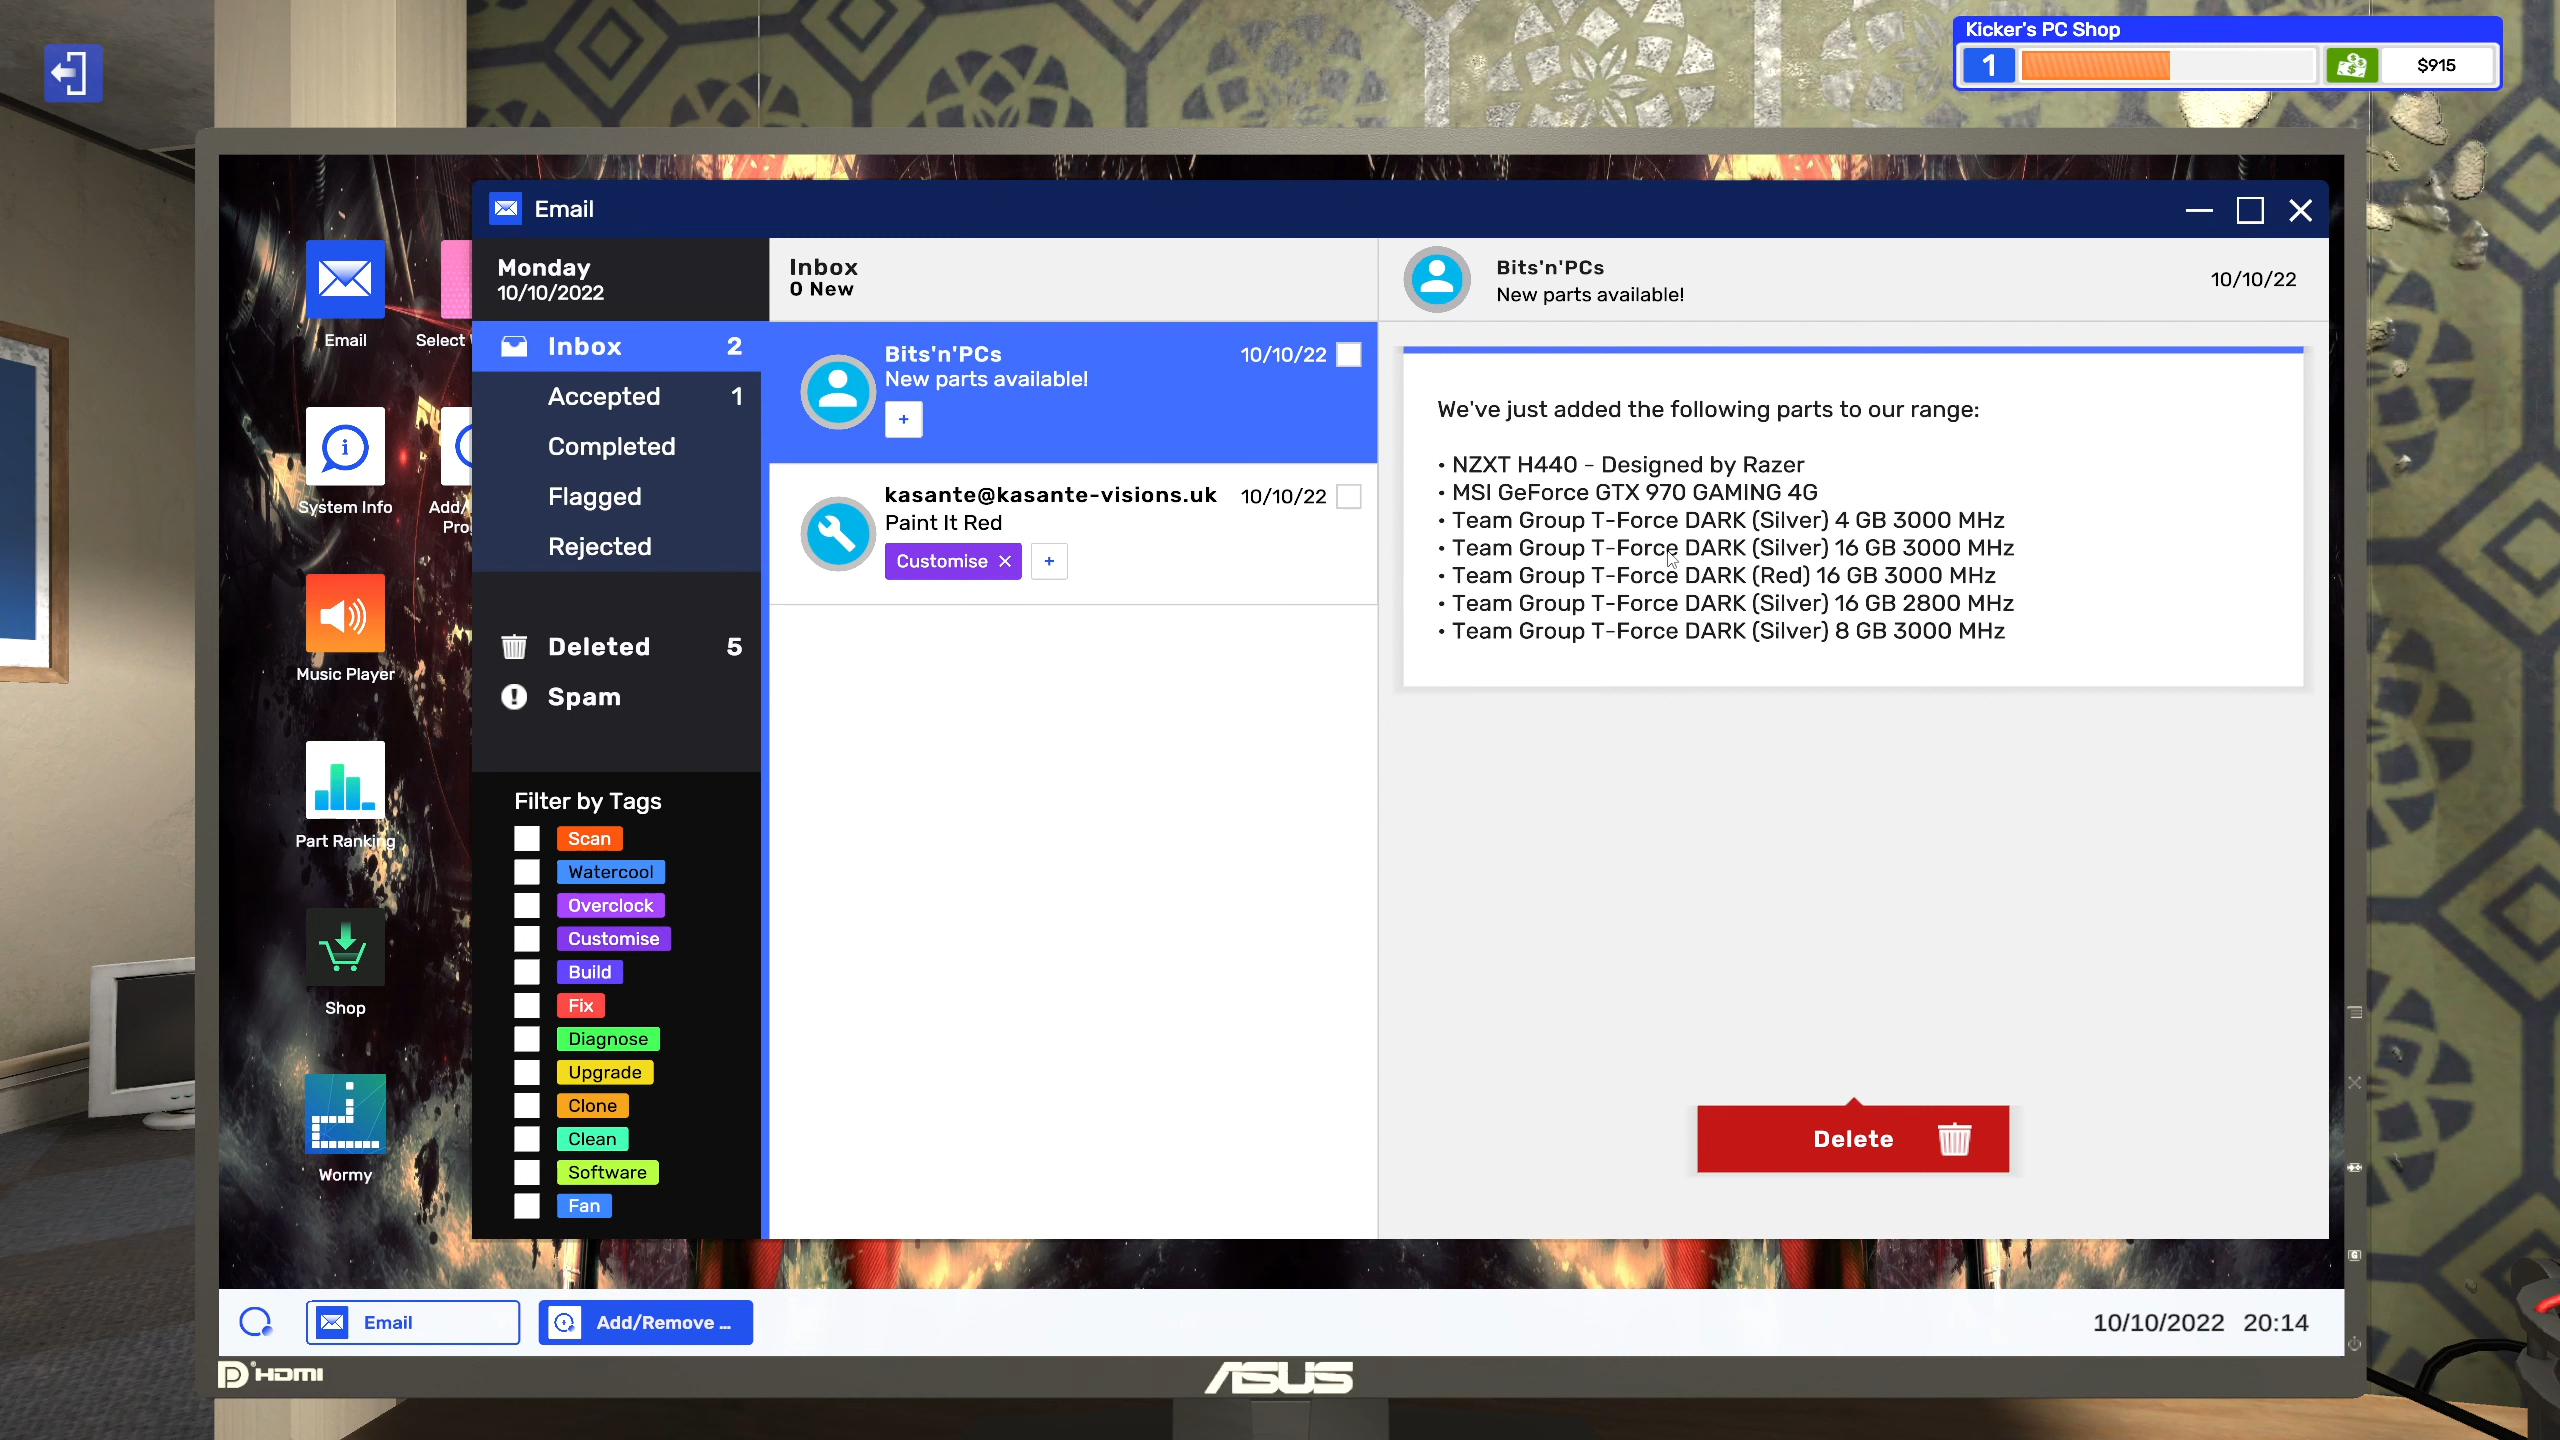 Kicker's PC Shop
1
$915
Email
Monday
10/10/2022
Inbox
0 New
Bits'n'PCs
New parts available!
10/10/22
Email
Select
System Info
Add/
Pro
Music Player
Part Ranking
Shop
Wormy
Inbox 2
Accepted 1
Completed
Flagged
Rejected
Deleted 5
Spam
Filter by Tags
Scan
Watercool
Overclock
Customise
Build
Fix
Diagnose
Upgrade
Clone
Clean
Software
Fan
Bits'n'PCs 10/10/22
New parts available!
+
kasante@kasante-visions.uk 10/10/22
Paint It Red
Customise × +
We've just added the following parts to our range:
• NZXT H440 - Designed by Razer
• MSI GeForce GTX 970 GAMING 4G
• Team Group T-Force DARK (Silver) 4 GB 3000 MHz
• Team Group T-Force DARK (Silver) 16 GB 3000 MHz
• Team Group T-Force DARK (Red) 16 GB 3000 MHz
• Team Group T-Force DARK (Silver) 16 GB 2800 MHz
• Team Group T-Force DARK (Silver) 8 GB 3000 MHz
Delete
Email
Add/Remove ...
10/10/2022 20:14
HDMI
ASUS